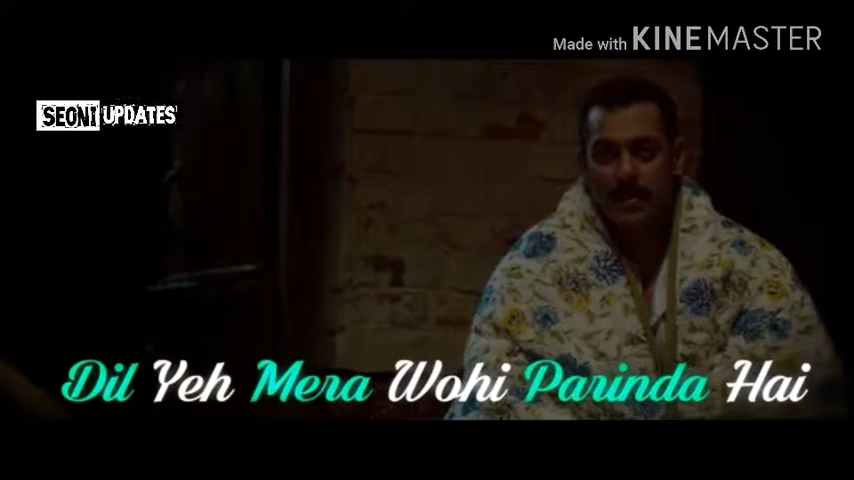 Made with KINEMASTER
SEONI UPDATES
Dil Yeh Mera Wohi Parinda Hai